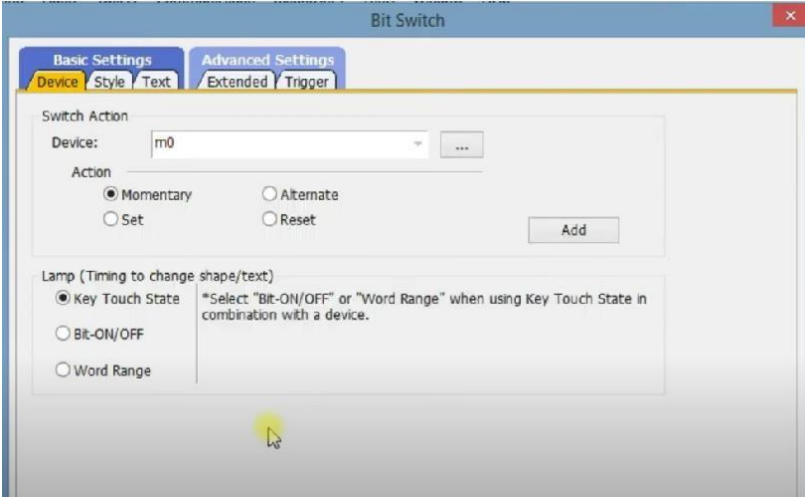 Bit Switch
Basic Settings
Advanced Settings
Device Style Text
Extended Trigger
Switch Action
Device: m0 ...
Action
Momentary Alternate
Set Reset
Add
Lamp (Timing to change shape/text)
Key Touch State
*Select "Bit-ON/OFF" or "Word Range" when using Key Touch State in
combination with a device.
Bit-ON/OFF
Word Range